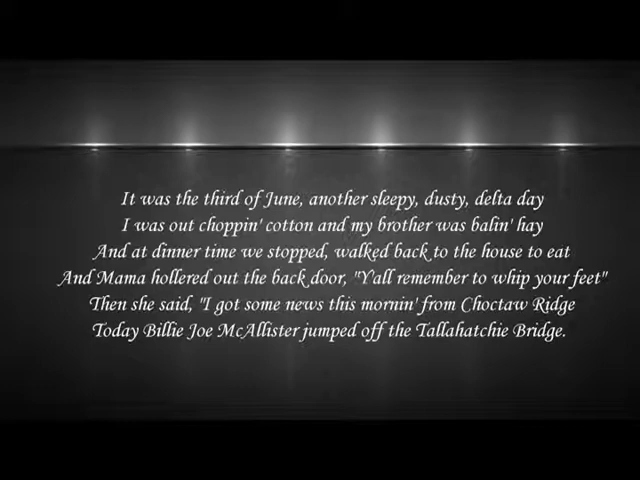 It was the third of June, another sleepy, dusty, delta day
I was out choppin' cotton and my brother was balin' hay
And at dinner time we stopped, walked back to the house to eat
And Mama hollered out the back door, "Y'all remember to whip your feet"
Then she said, "I got some news this mornin' from Choctaw Ridge
Today Billie Joe McAllister jumped off the Tallahatchie Bridge.